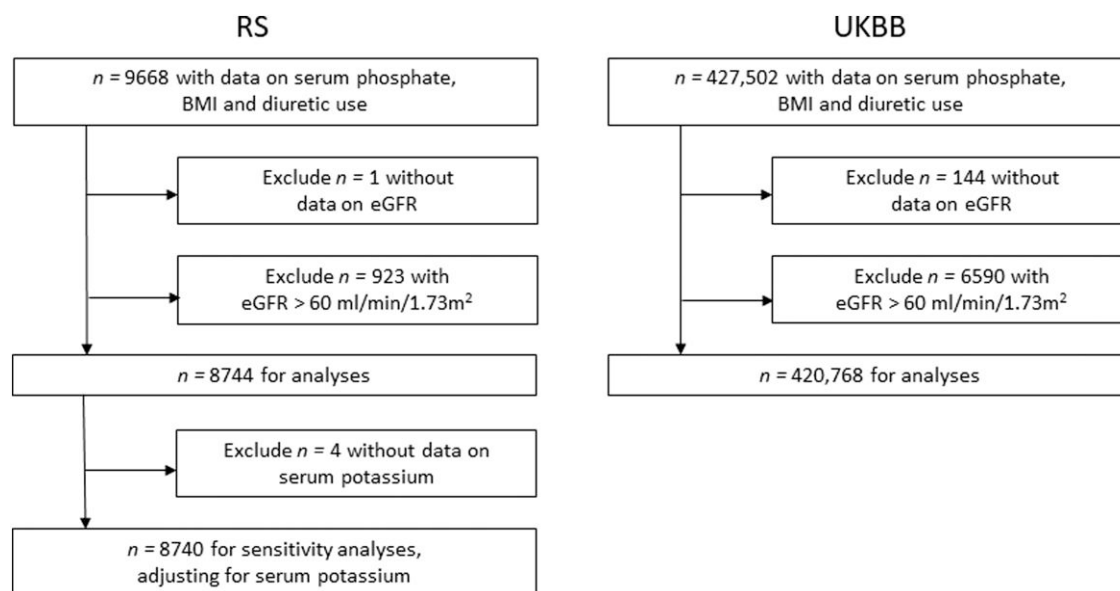 RS
n = 9668 with data on serum phosphate,
BMI and diuretic use
Exclude n = 1 without
data on eGFR
Exclude n = 923 with
eGFR > 60 ml/min/1.73m²
n = 8744 for analyses
Exclude n = 4 without data on
serum potassium
n = 8740 for sensitivity analyses,
adjusting for serum potassium
UKBB
n = 427,502 with data on serum phosphate,
BMI and diuretic use
Exclude n = 144 without
data on eGFR
Exclude n = 6590 with
eGFR > 60 ml/min/1.73m²
n = 420,768 for analyses